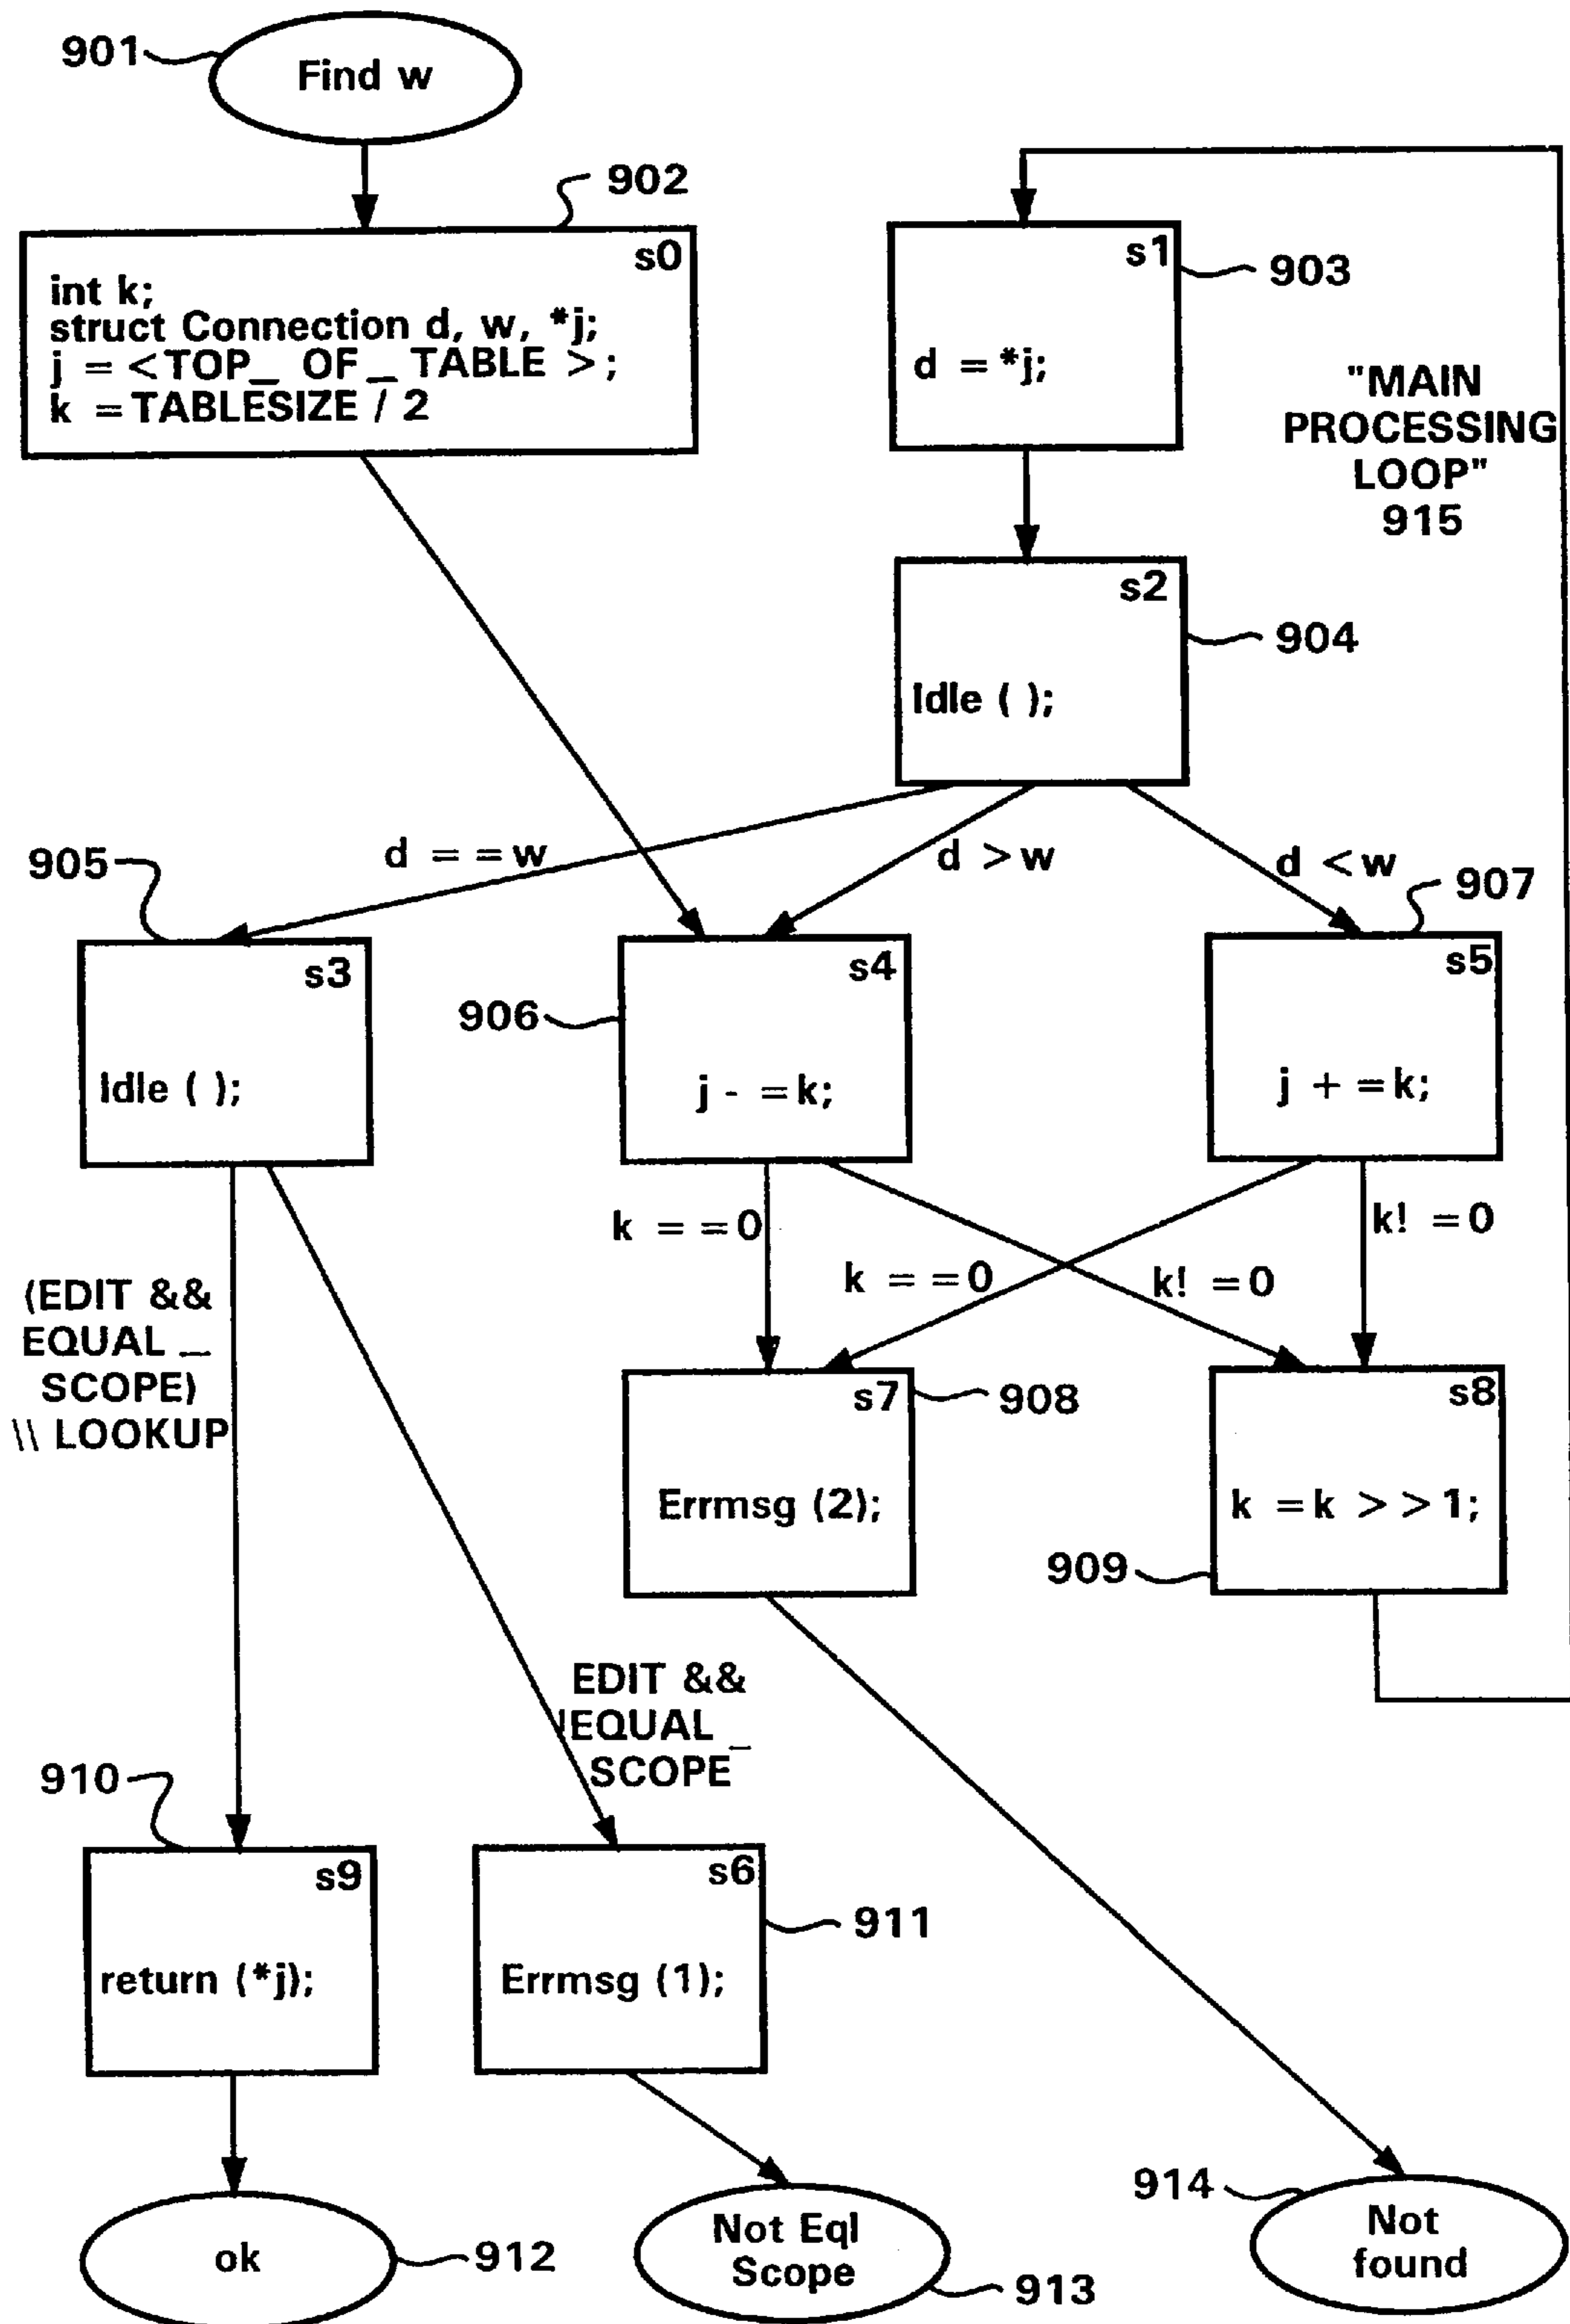 901
Find w
902
s0
int k;
struct Connection d, w, *j;
j = <TOP_ OF _ TABLE >;
k = TABLESIZE / 2
s1
903
d = *j;
"MAIN
PROCESSING
LOOP"
915
s2
904
Idle ( );
d = = w
d > w
d < w
905
s3
Idle ( );
906
s4
j - = k;
907
s5
j + = k;
k = = 0
k = = 0
k! = 0
k! = 0
(EDIT &&
EQUAL _
SCOPE)
\\ LOOKUP
s7
908
Errmsg (2);
s8
k = k > > 1;
909
EDIT &&
!EQUAL _
SCOPE
910
s9
return (*j);
s6
911
Errmsg (1);
ok
912
Not Eql
Scope
913
914
Not
found